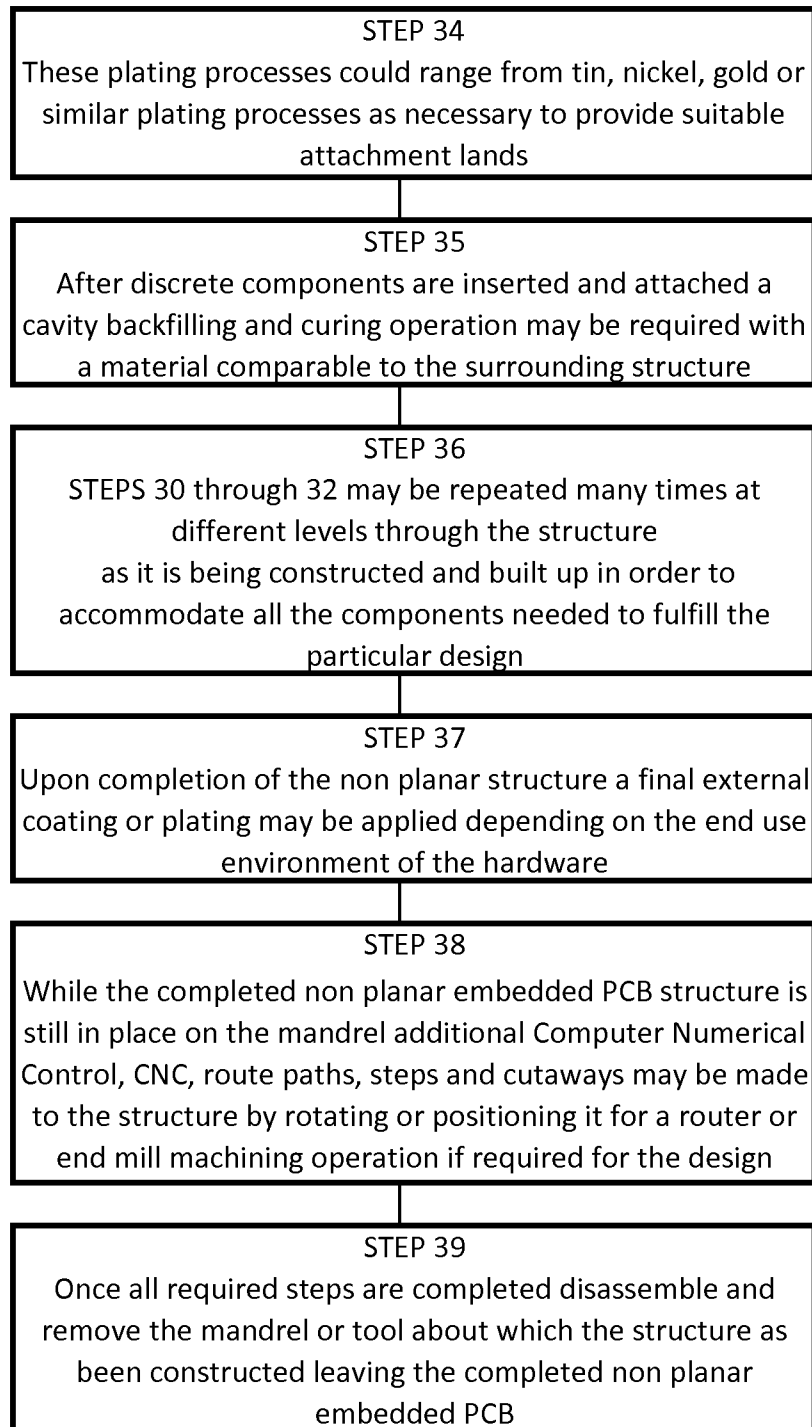 STEP 34
These plating processes could range from tin, nickel, gold or
similar plating processes as necessary to provide suitable
attachment lands
STEP 35
After discrete components are inserted and attached a
cavity backfilling and curing operation may be required with
a material comparable to the surrounding structure
STEP 36
STEPS 30 through 32 may be repeated many times at
different levels through the structure
as it is being constructed and built up in order to
accommodate all the components needed to fulfill the
particular design
STEP 37
Upon completion of the non planar structure a final external
coating or plating may be applied depending on the end use
environment of the hardware
STEP 38
While the completed non planar embedded PCB structure is
still in place on the mandrel additional Computer Numerical
Control, CNC, route paths, steps and cutaways may be made
to the structure by rotating or positioning it for a router or
end mill machining operation if required for the design
STEP 39
Once all required steps are completed disassemble and
remove the mandrel or tool about which the structure as
been constructed leaving the completed non planar
embedded PCB